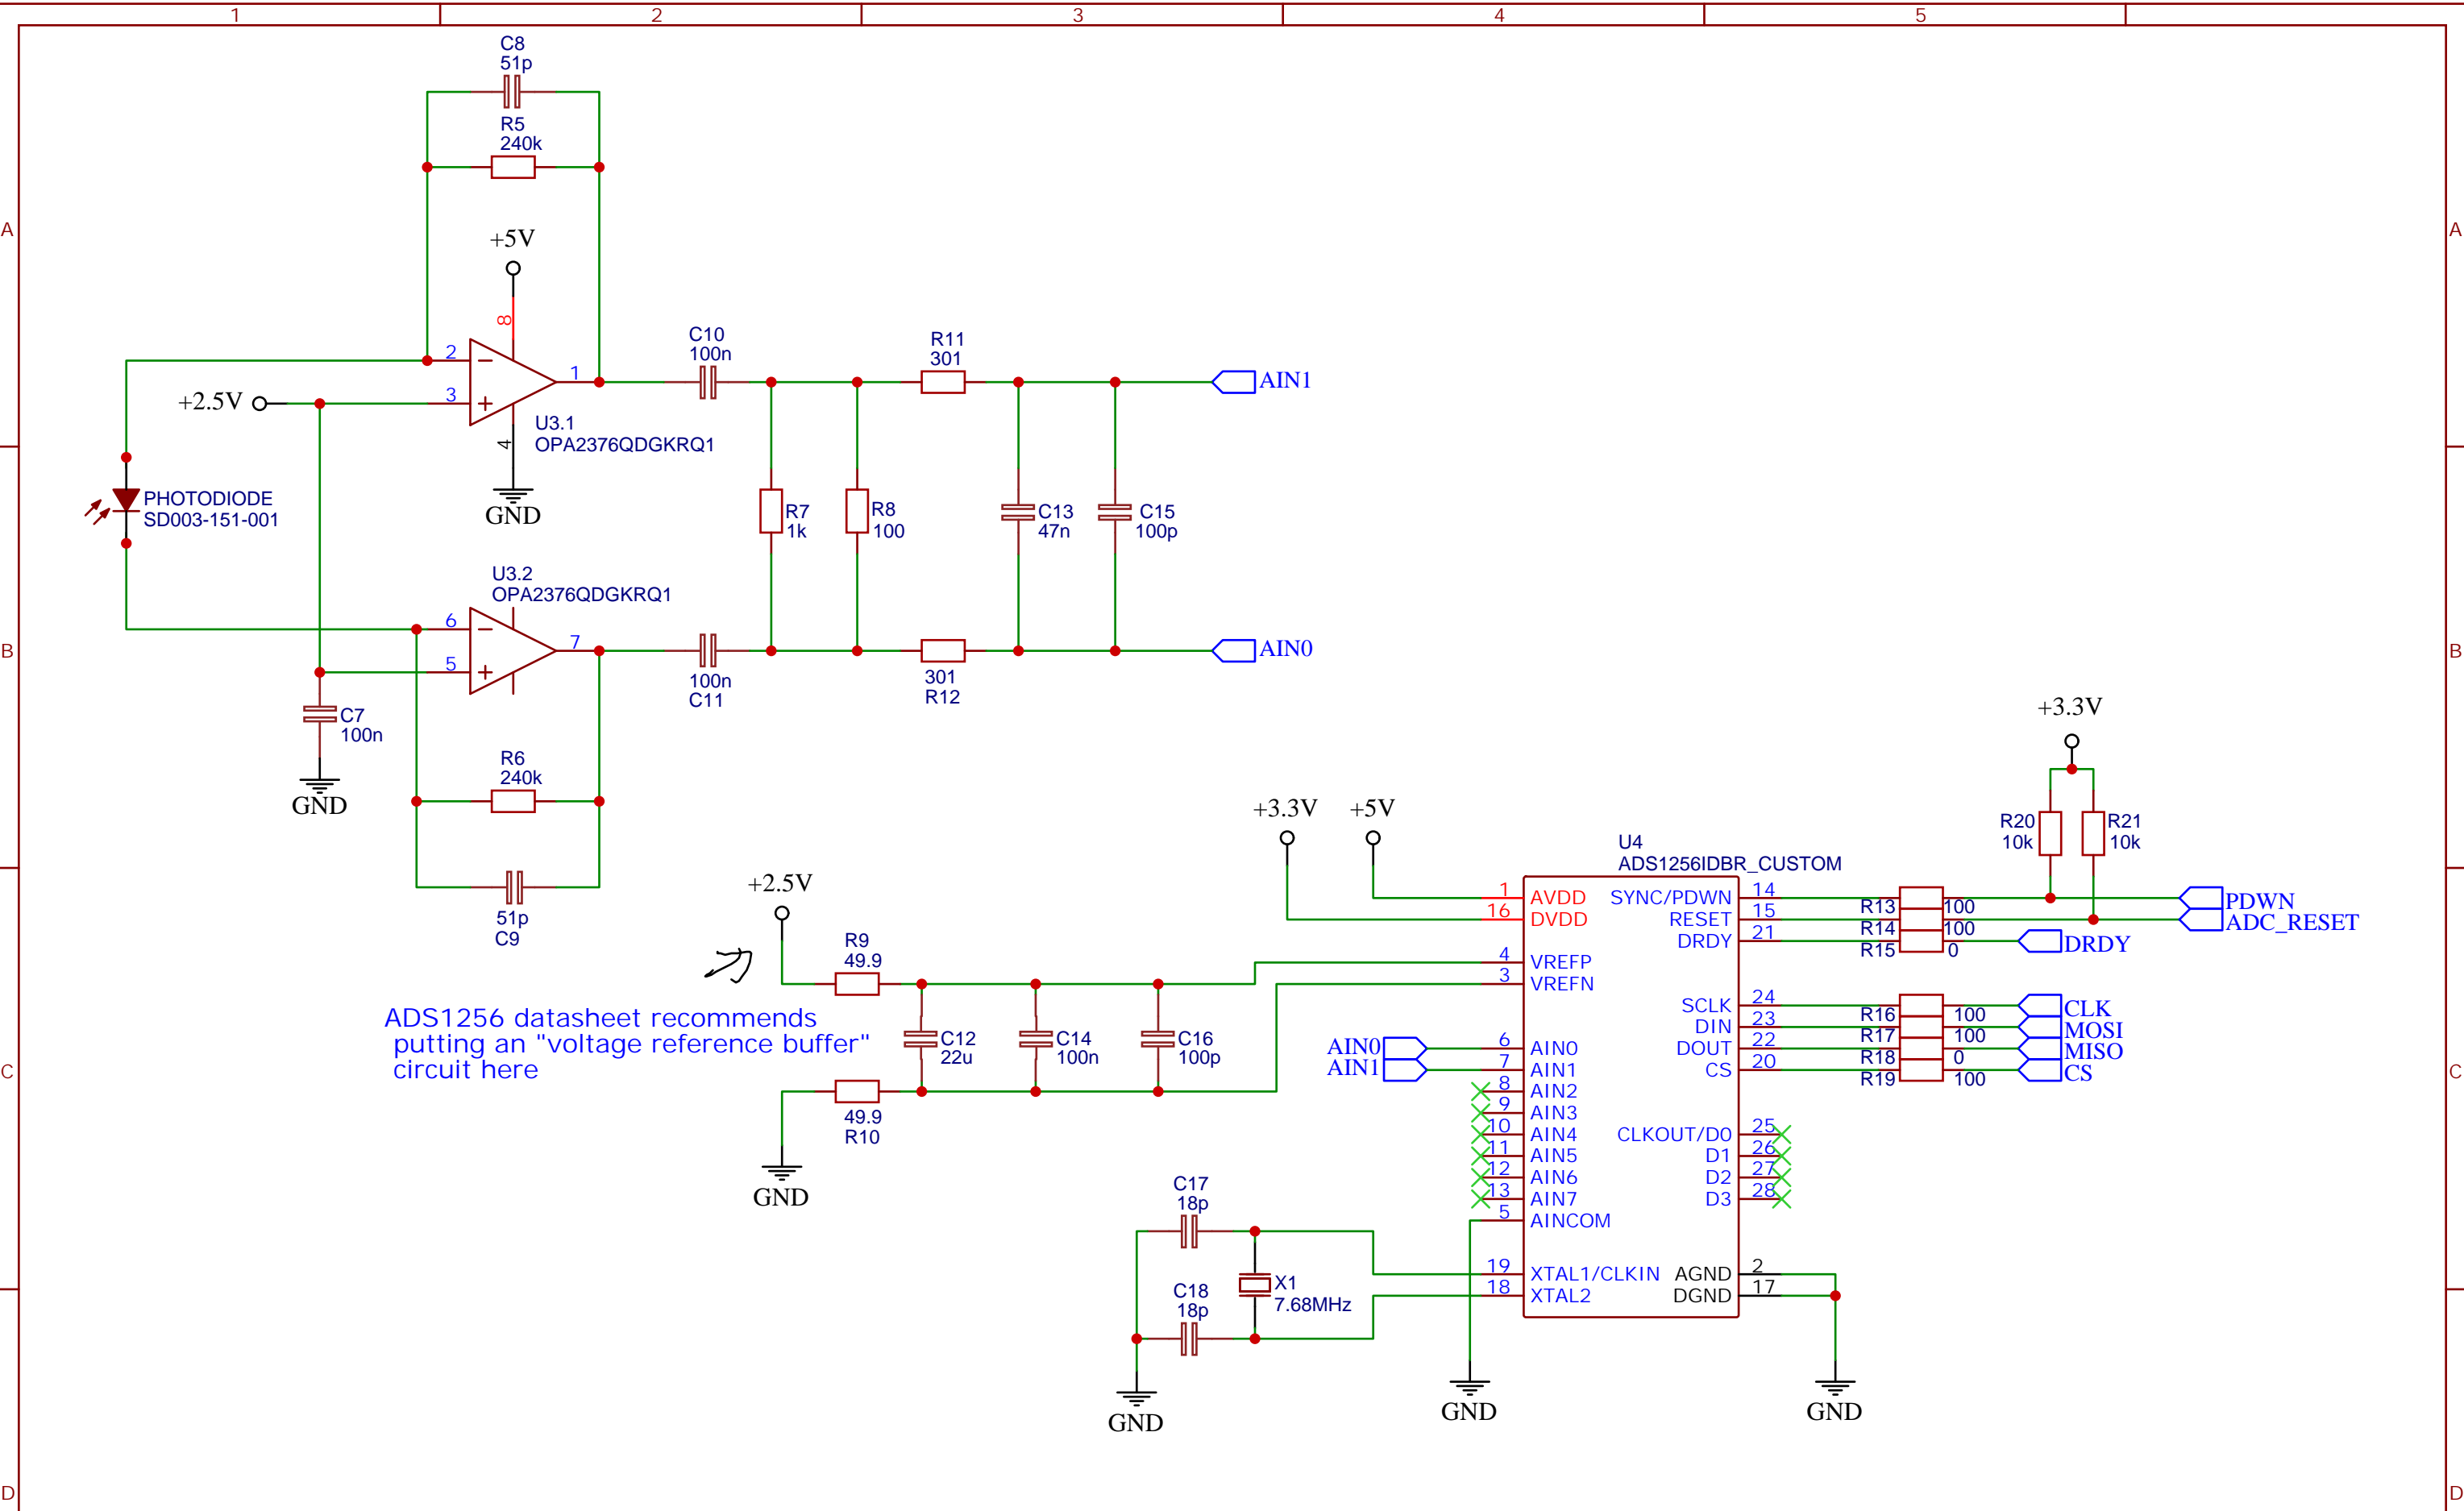 1 2 3 4 5
C8
51p
R5
240k
A
A
+5V
8
2
3
1
4
+2.5V
U3.1
OPA2376QDGKRQ1
GND
C10
100n
R11
301
AIN1
PHOTODIODE
SD003-151-001
R7
1k
R8
100
C13
47n
C15
100p
U3.2
OPA2376QDGKRQ1
6
5
7
100n
C11
301
R12
AIN0
B
B
C7
100n
GND
R6
240k
51p
C9
+2.5V
R9
49.9
ADS1256 datasheet recommends
putting an "voltage reference buffer"
circuit here
C12
22u
C14
100n
C16
100p
49.9
R10
GND
+3.3V
+5V
+3.3V
R20
10k
R21
10k
U4
ADS1256IDBR_CUSTOM
1 AVDD
16 DVDD
4 VREFP
3 VREFN
AIN0 6 AIN0
AIN1 7 AIN1
8 AIN2
9 AIN3
10 AIN4
11 AIN5
12 AIN6
13 AIN7
5 AINCOM
19 XTAL1/CLKIN
18 XTAL2
SYNC/PDWN 14 R13 100 PDWN
RESET 15 R14 100 ADC_RESET
DRDY 21 R15 0 DRDY
SCLK 24 R16 100 CLK
DIN 23 R17 100 MOSI
DOUT 22 R18 0 MISO
CS 20 R19 100 CS
CLKOUT/D0 25
D1 26
D2 27
D3 28
AGND 2
DGND 17
C
C
C17
18p
C18
18p
X1
7.68MHz
GND
GND
GND
D
D